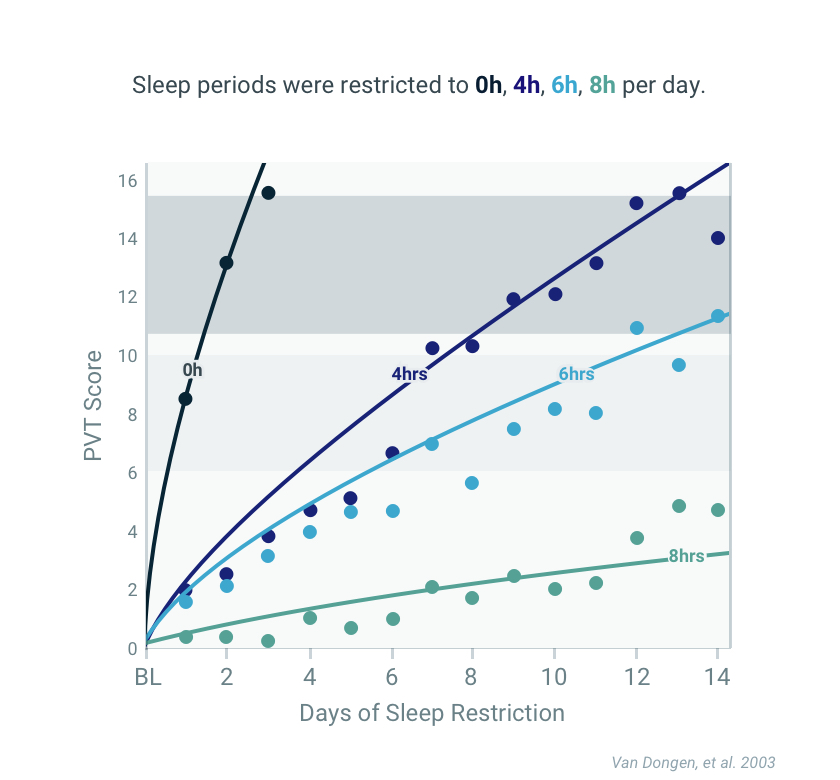 Sleep periods were restricted to 0h, 4h, 6h, 8h per day.
16
14
12
10
8
6
4
2
0
PVT Score
0h
4hrs
6hrs
8hrs
BL 2 4 6 8 10 12 14
Days of Sleep Restriction
Van Dongen, et al. 2003